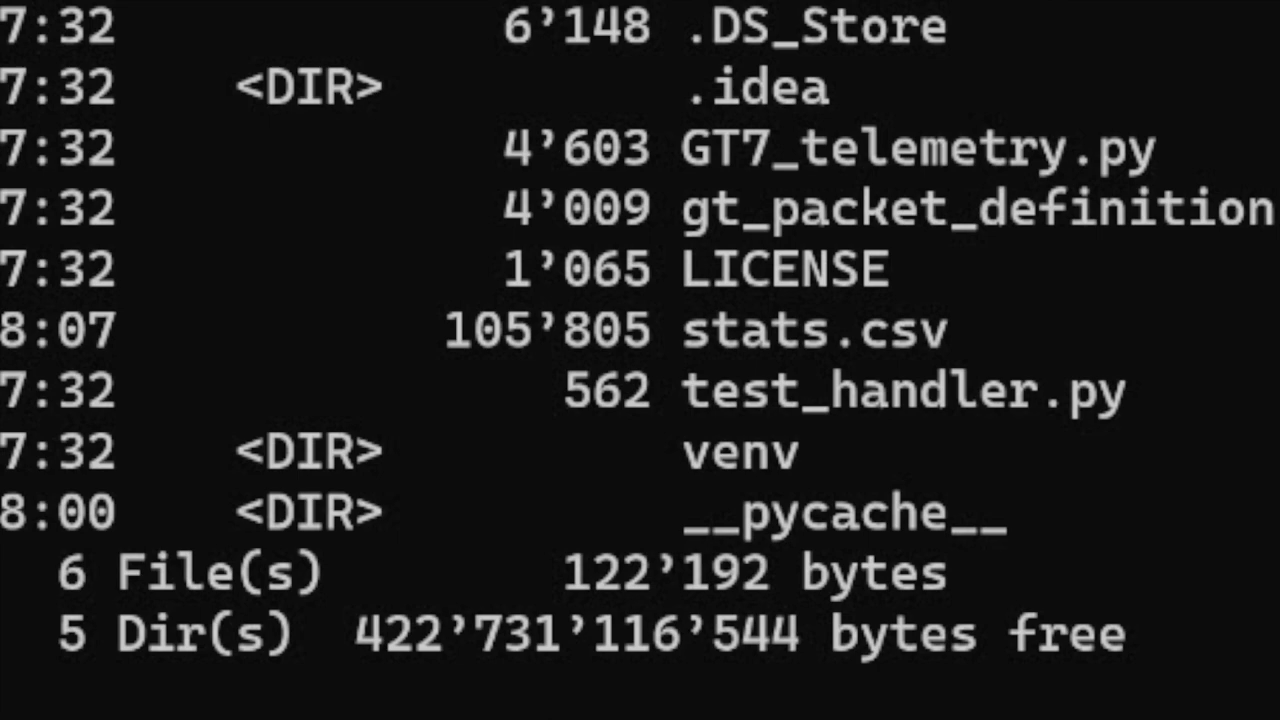 7:32 6’148 .DS_Store
7:32 <DIR> .idea
7:32 4’603 GT7_telemetry.py
7:32 4’009 gt_packet_definition
7:32 1’065 LICENSE
8:07 105’805 stats.csv
7:32 562 test_handler.py
7:32 <DIR> venv
8:00 <DIR> __pycache__
6 File(s) 122’192 bytes
5 Dir(s) 422’731’116’544 bytes free